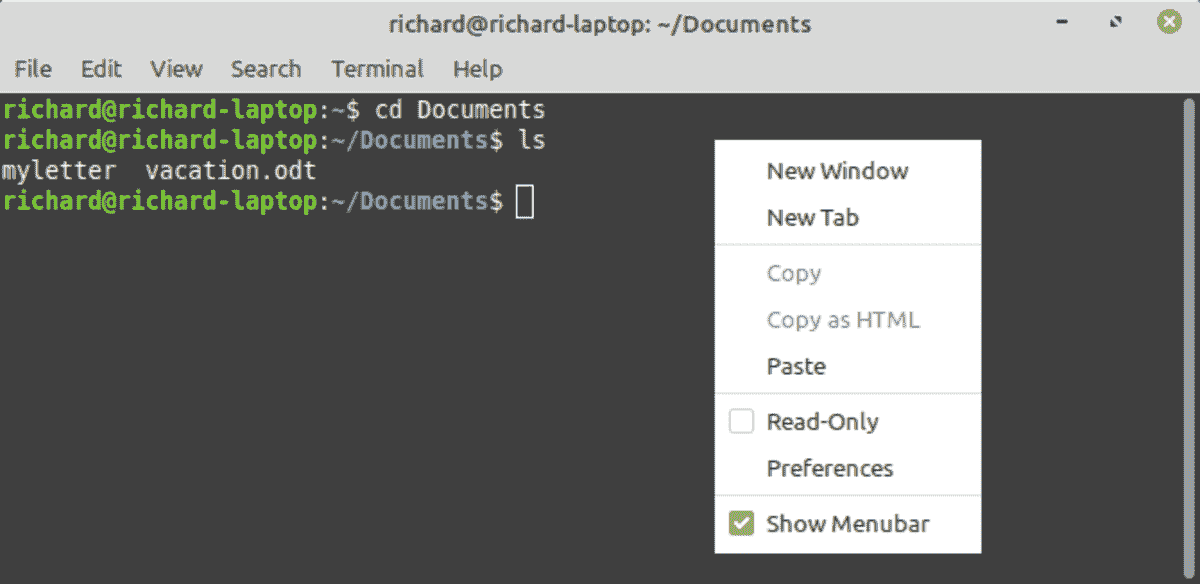 richard@richard-laptop: ~/Documents
File Edit View Search Terminal Help
richard@richard-laptop:~$ cd Documents
richard@richard-laptop:~/Documents$ ls
myletter  vacation.odt
richard@richard-laptop:~/Documents$
New Window
New Tab
Copy
Copy as HTML
Paste
Read-Only
Preferences
Show Menubar